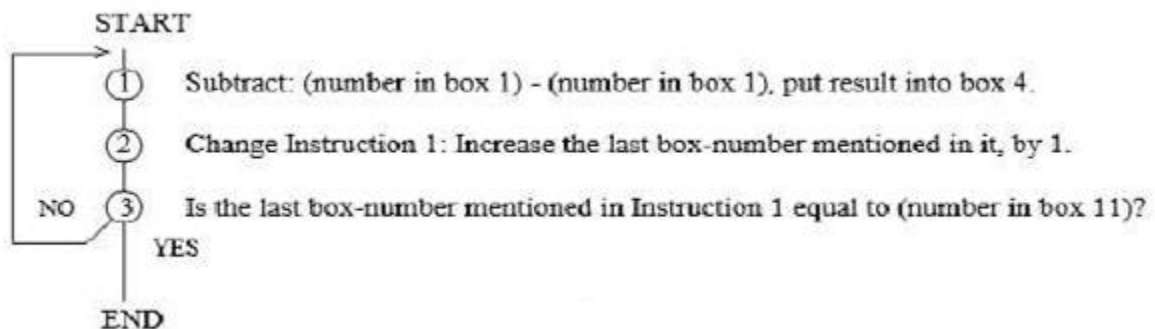 START
1 Subtract: (number in box 1) - (number in box 1), put result into box 4.
2 Change Instruction 1: Increase the last box-number mentioned in it, by 1.
NO 3 Is the last box-number mentioned in Instruction 1 equal to (number in box 11)?
YES
END